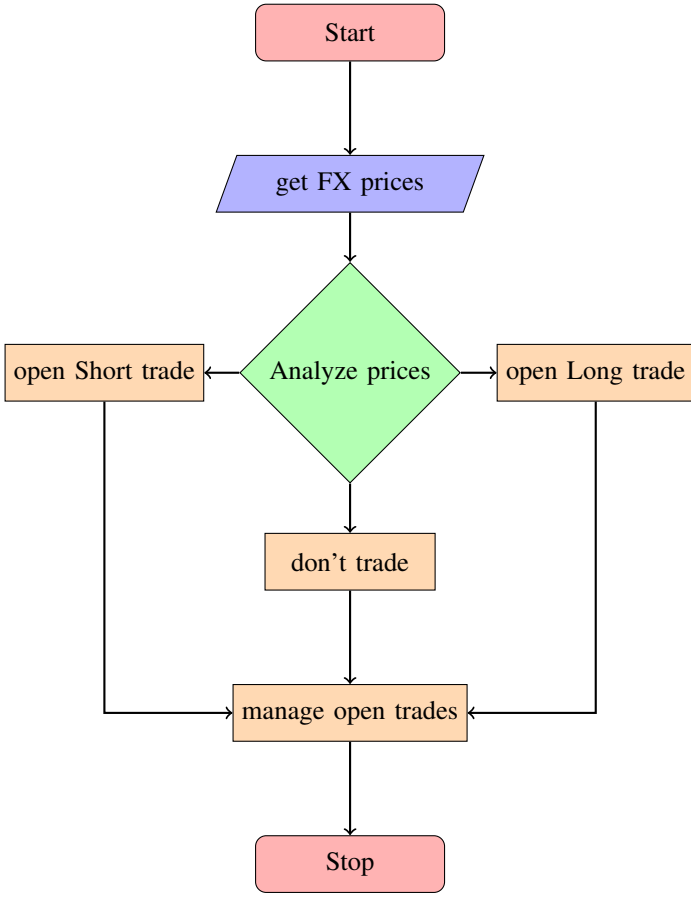 Start
get FX prices
open Short trade
Analyze prices
open Long trade
don't trade
manage open trades
Stop